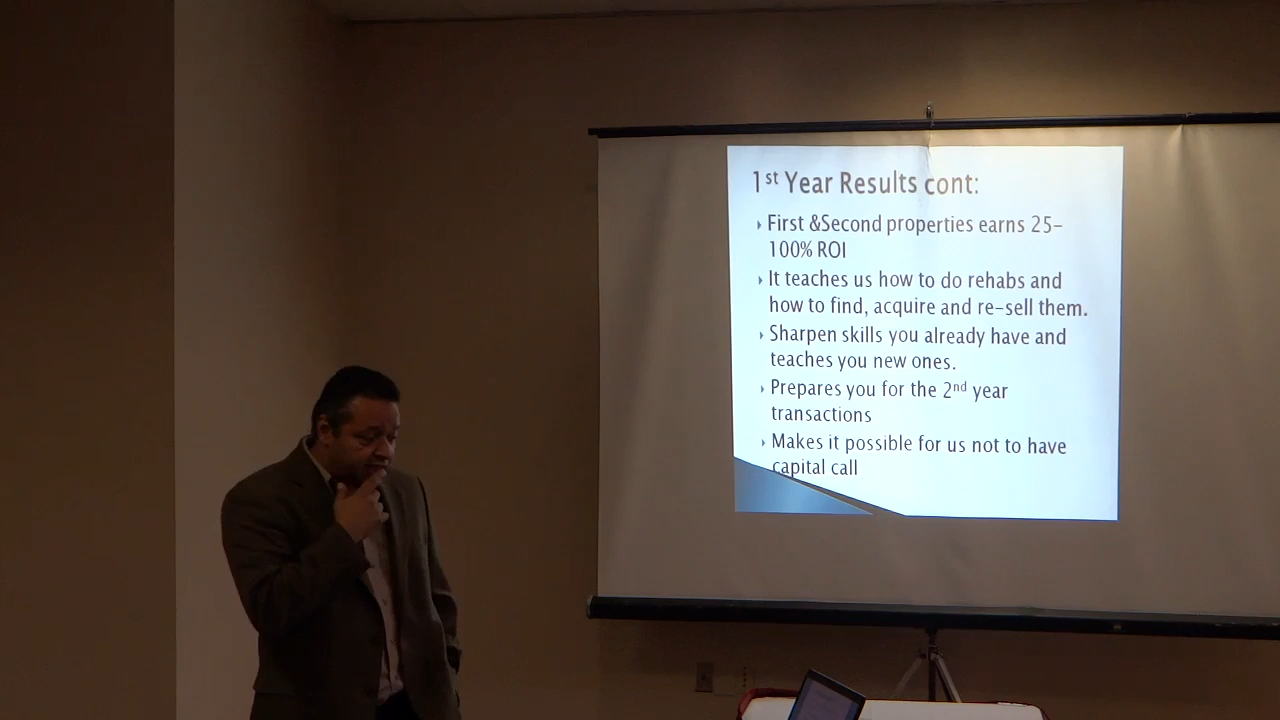 1st Year Results cont:
First &Second properties earns 25-
100% ROI
It teaches us how to do rehabs and
how to find, acquire and re-sell them.
Sharpen skills you already have and
teaches you new ones.
Prepares you for the 2nd year
transactions
Makes it possible for us not to have
capital call